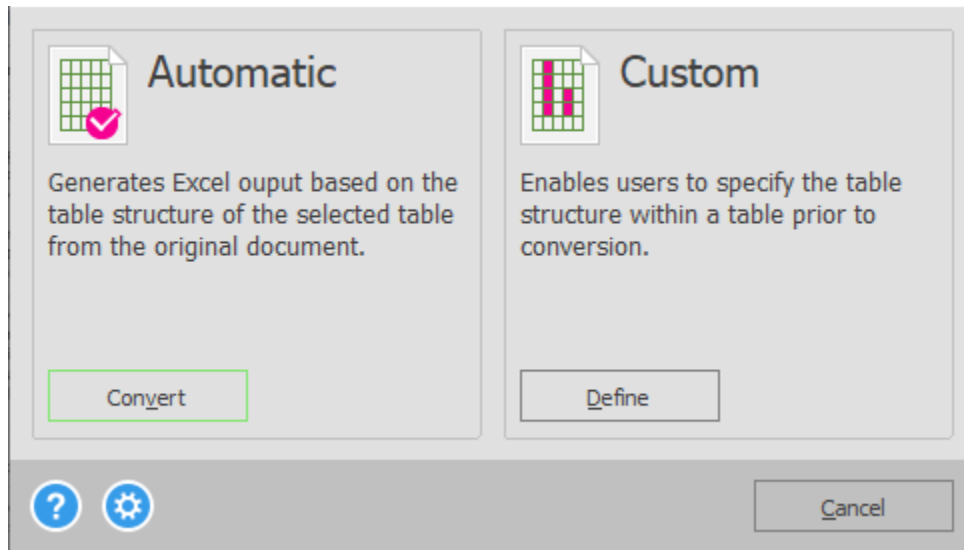 Automatic
Generates Excel ouput based on the
table structure of the selected table
from the original document.
Convert
Custom
Enables users to specify the table
structure within a table prior to
conversion.
Define
?
Cancel